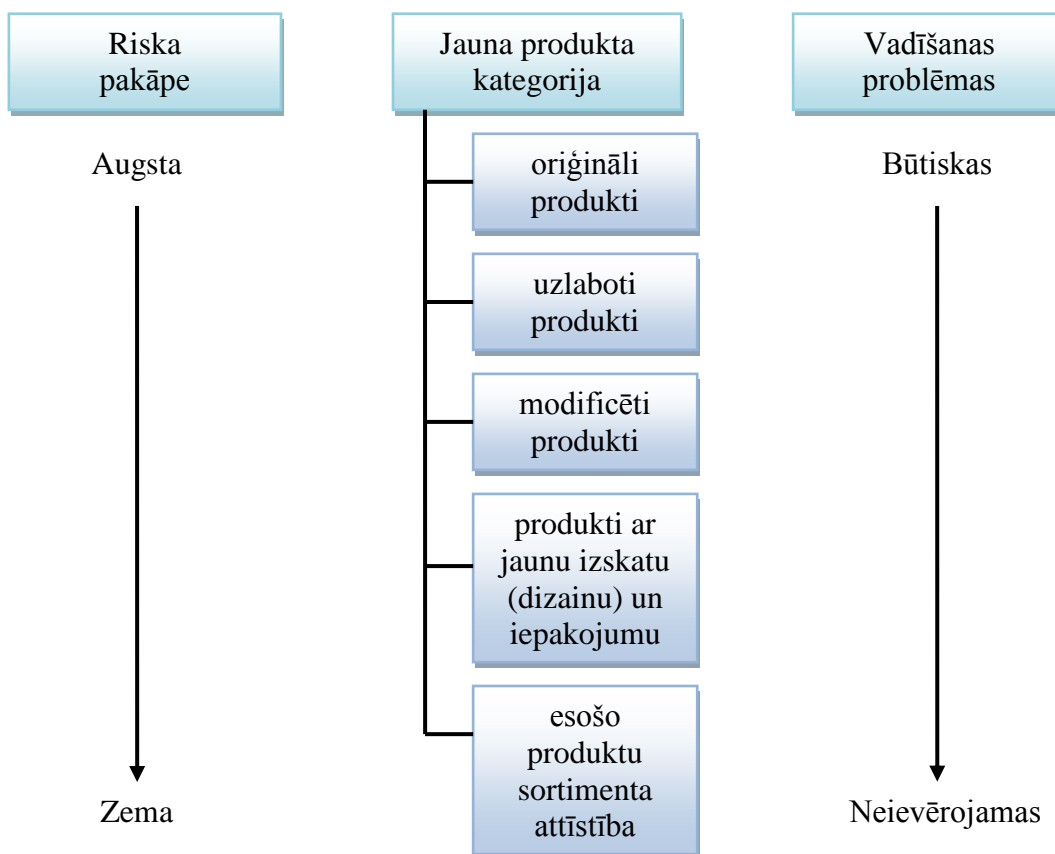 Riska
pakāpe
Jauna produkta
kategorija
Vadīšanas
problēmas
Augsta
Būtiskas
oriģināli
produkti
uzlaboti
produkti
modificēti
produkti
produkti ar
jaunu izskatu
(dizainu) un
iepakojumu
esošo
produktu
sortimenta
attīstība
Zema
Neievērojamas